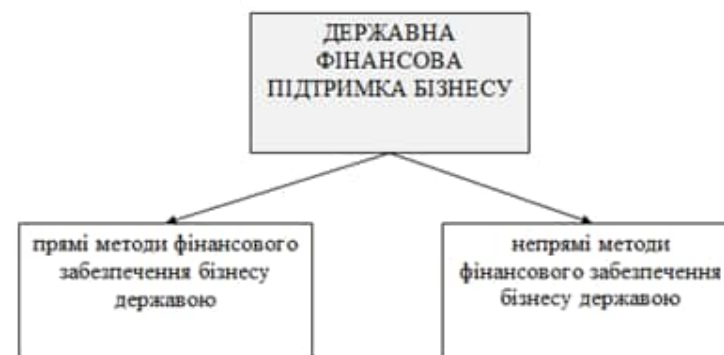 ДЕРЖАВНА
ФІНАНСОВА
ПІДТРИМКА БІЗНЕСУ
прямі методи фінансового
забезпечення бізнесу
державою
непрямі методи
фінансового забезпечення
бізнесу державою